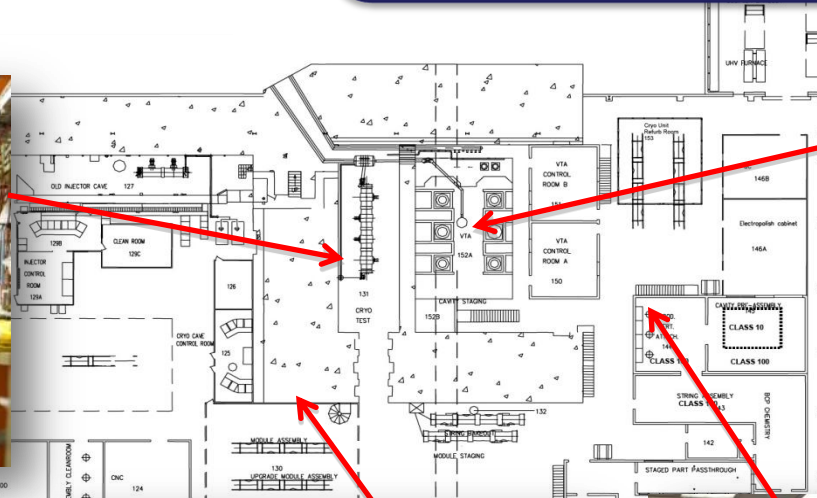 UHV FURNACE
Cryo Unit
Refurb Room
153
OLD INJECTOR CAVE 127
VTA
CONTROL
ROOM B
146B
Electropolish cabinet
146A
VTA
CONTROL
ROOM A
150
VTA
152A
129B
CLEAN ROOM
129C
INJECTOR
CONTROL
ROOM
129A
126
131
CRYO
TEST
CAVITY STAGING
152B
CRYO CAVE
CONTROL ROOM
125
CAVITY PRE-ASSEMBLY
CLASS 10
CLASS 100
STRING ASSEMBLY
CLASS
BCP CHEMISTRY
142
132
MODULE STAGING
STAGED PART PASSTHROUGH
MODULE ASSEMBLY
130
UPGRADE MODULE ASSEMBLY
CNC
124